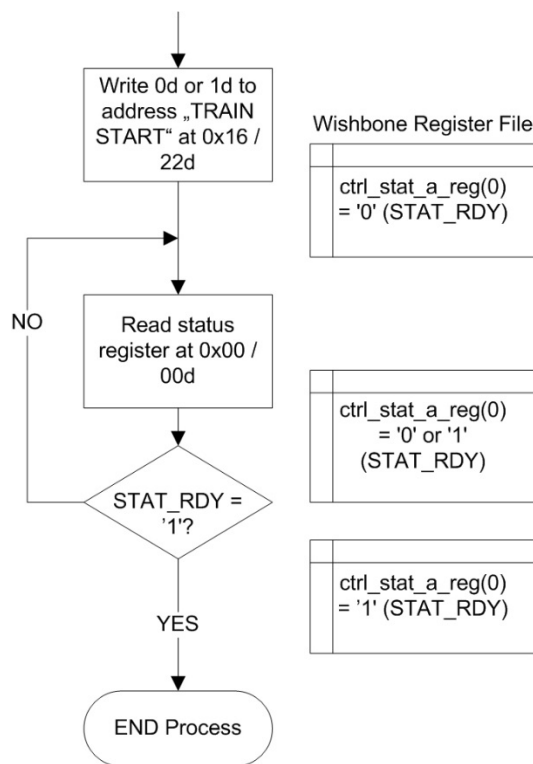 Write 0d or 1d to
address „TRAIN
START“ at 0x16 /
22d
Wishbone Register File
ctrl_stat_a_reg(0)
= '0' (STAT_RDY)
NO
Read status
register at 0x00 /
00d
ctrl_stat_a_reg(0)
= '0' or '1'
(STAT_RDY)
STAT_RDY =
'1'?
ctrl_stat_a_reg(0)
= '1' (STAT_RDY)
YES
END Process